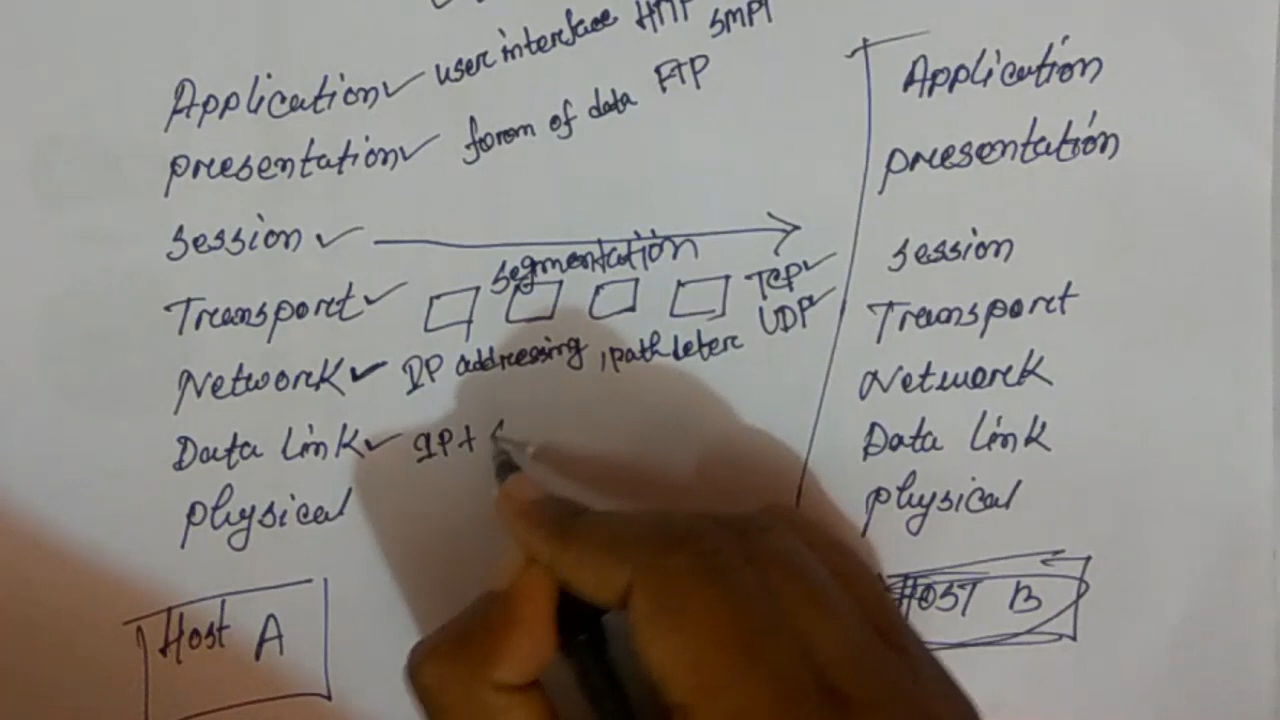 Application user interface HTTP SMPT
presentation form of data FTP
session
segmentation
Transport TCP
UDP
Network IP addressing, path
Data link IP+
physical
Host A
Application
presentation
session
Transport
Network
Data link
physical
HOST B